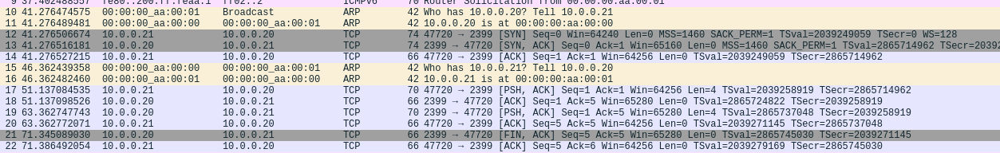 9 37.402488557 fe80::200:ff:feaa:1 ff02::2 ICMPv6 70 Router Solicitation from 00:00:00:aa:00:01
10 41.276474575 00:00:00_aa:00:01 Broadcast ARP 42 Who has 10.0.0.20? Tell 10.0.0.21
11 41.276489481 00:00:00_aa:00:00 00:00:00_aa:00:01 ARP 42 10.0.0.20 is at 00:00:00:aa:00:00
12 41.276506674 10.0.0.21 10.0.0.20 TCP 74 47720 → 2399 [SYN] Seq=0 Win=64240 Len=0 MSS=1460 SACK_PERM=1 TSval=2039249059 TSecr=0 WS=128
13 41.276516181 10.0.0.20 10.0.0.21 TCP 74 2399 → 47720 [SYN, ACK] Seq=0 Ack=1 Win=65160 Len=0 MSS=1460 SACK_PERM=1 TSval=2865714962 TSecr=20392
14 41.276527215 10.0.0.21 10.0.0.20 TCP 66 47720 → 2399 [ACK] Seq=1 Ack=1 Win=64256 Len=0 TSval=2039249059 TSecr=2865714962
15 46.362439358 00:00:00_aa:00:00 00:00:00_aa:00:01 ARP 42 Who has 10.0.0.21? Tell 10.0.0.20
16 46.362482460 00:00:00_aa:00:01 00:00:00_aa:00:00 ARP 42 10.0.0.21 is at 00:00:00:aa:00:01
17 51.137084535 10.0.0.21 10.0.0.20 TCP 70 47720 → 2399 [PSH, ACK] Seq=1 Ack=1 Win=64256 Len=4 TSval=2039258919 TSecr=2865714962
18 51.137098526 10.0.0.20 10.0.0.21 TCP 66 2399 → 47720 [ACK] Seq=1 Ack=5 Win=65280 Len=0 TSval=2865724822 TSecr=2039258919
19 63.362747743 10.0.0.20 10.0.0.21 TCP 70 2399 → 47720 [PSH, ACK] Seq=1 Ack=5 Win=65280 Len=4 TSval=2865737048 TSecr=2039258919
20 63.362772071 10.0.0.21 10.0.0.20 TCP 66 47720 → 2399 [ACK] Seq=5 Ack=5 Win=64256 Len=0 TSval=2039271145 TSecr=2865737048
21 71.345089030 10.0.0.20 10.0.0.21 TCP 66 2399 → 47720 [FIN, ACK] Seq=5 Ack=5 Win=65280 Len=0 TSval=2865745030 TSecr=2039271145
22 71.386492054 10.0.0.21 10.0.0.20 TCP 66 47720 → 2399 [ACK] Seq=5 Ack=6 Win=64256 Len=0 TSval=2039279169 TSecr=2865745030